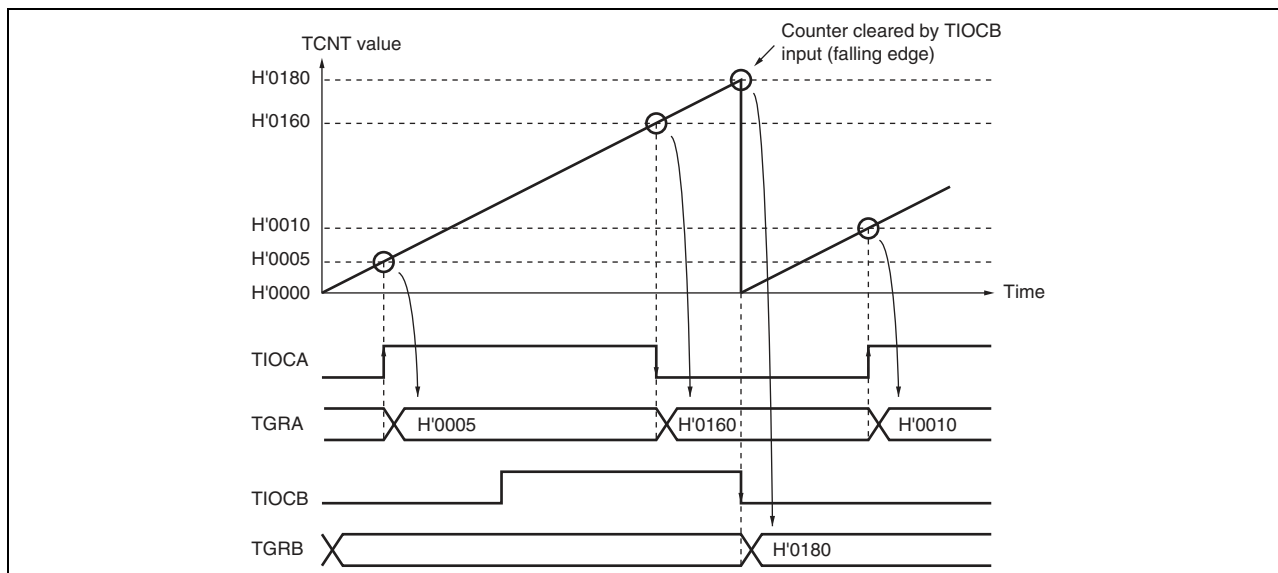 Counter cleared by TIOCB
input (falling edge)
TCNT value
H'0180
H'0160
H'0010
H'0005
H'0000
Time
TIOCA
TGRA
H'0005
H'0160
H'0010
TIOCB
TGRB
H'0180